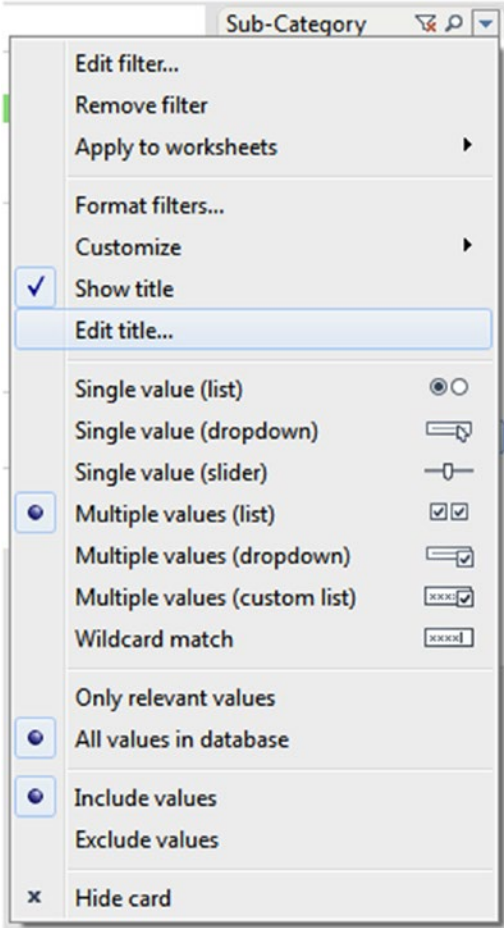 Sub-Category
Edit filter...
Remove filter
Apply to worksheets
Format filters...
Customize
Show title
Edit title...
Single value (list)
Single value (dropdown)
Single value (slider)
Multiple values (list)
Multiple values (dropdown)
Multiple values (custom list)
Wildcard match
Only relevant values
All values in database
Include values
Exclude values
Hide card